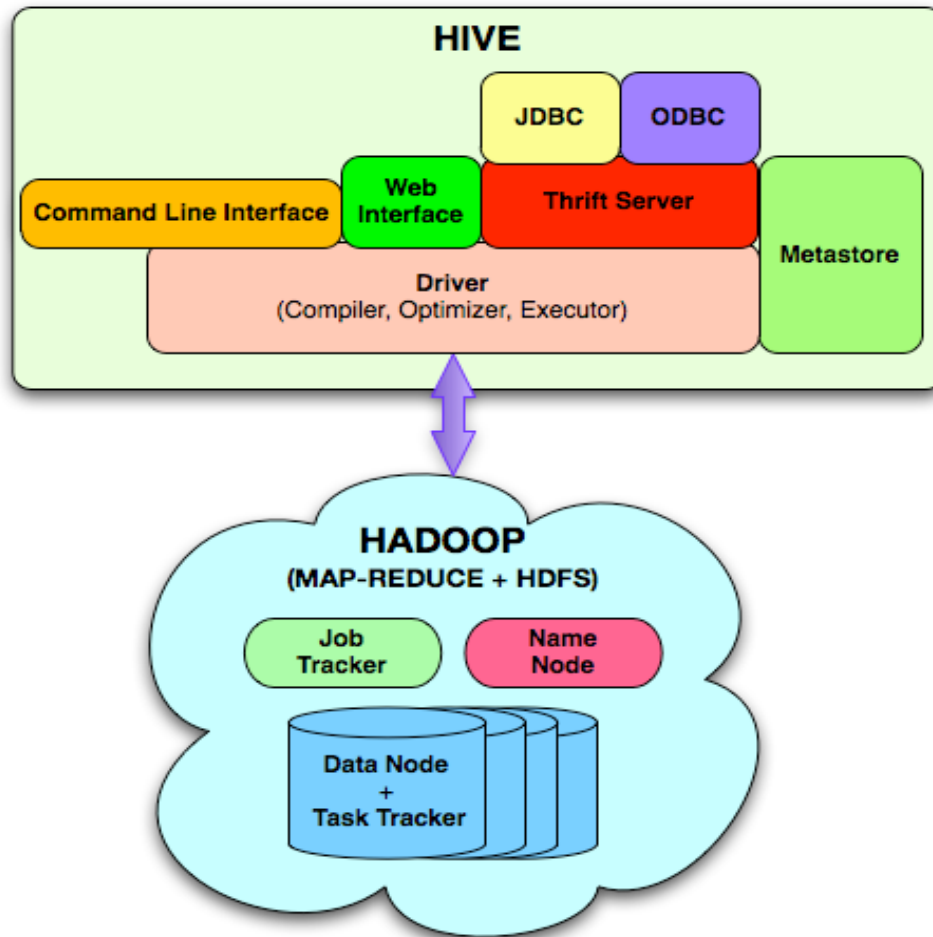 HIVE
JDBC
ODBC
Command Line Interface
Web
Interface
Thrift Server
Metastore
Driver
(Compiler, Optimizer, Executor)
HADOOP
(MAP-REDUCE + HDFS)
Job
Tracker
Name
Node
Data Node
+
Task Tracker